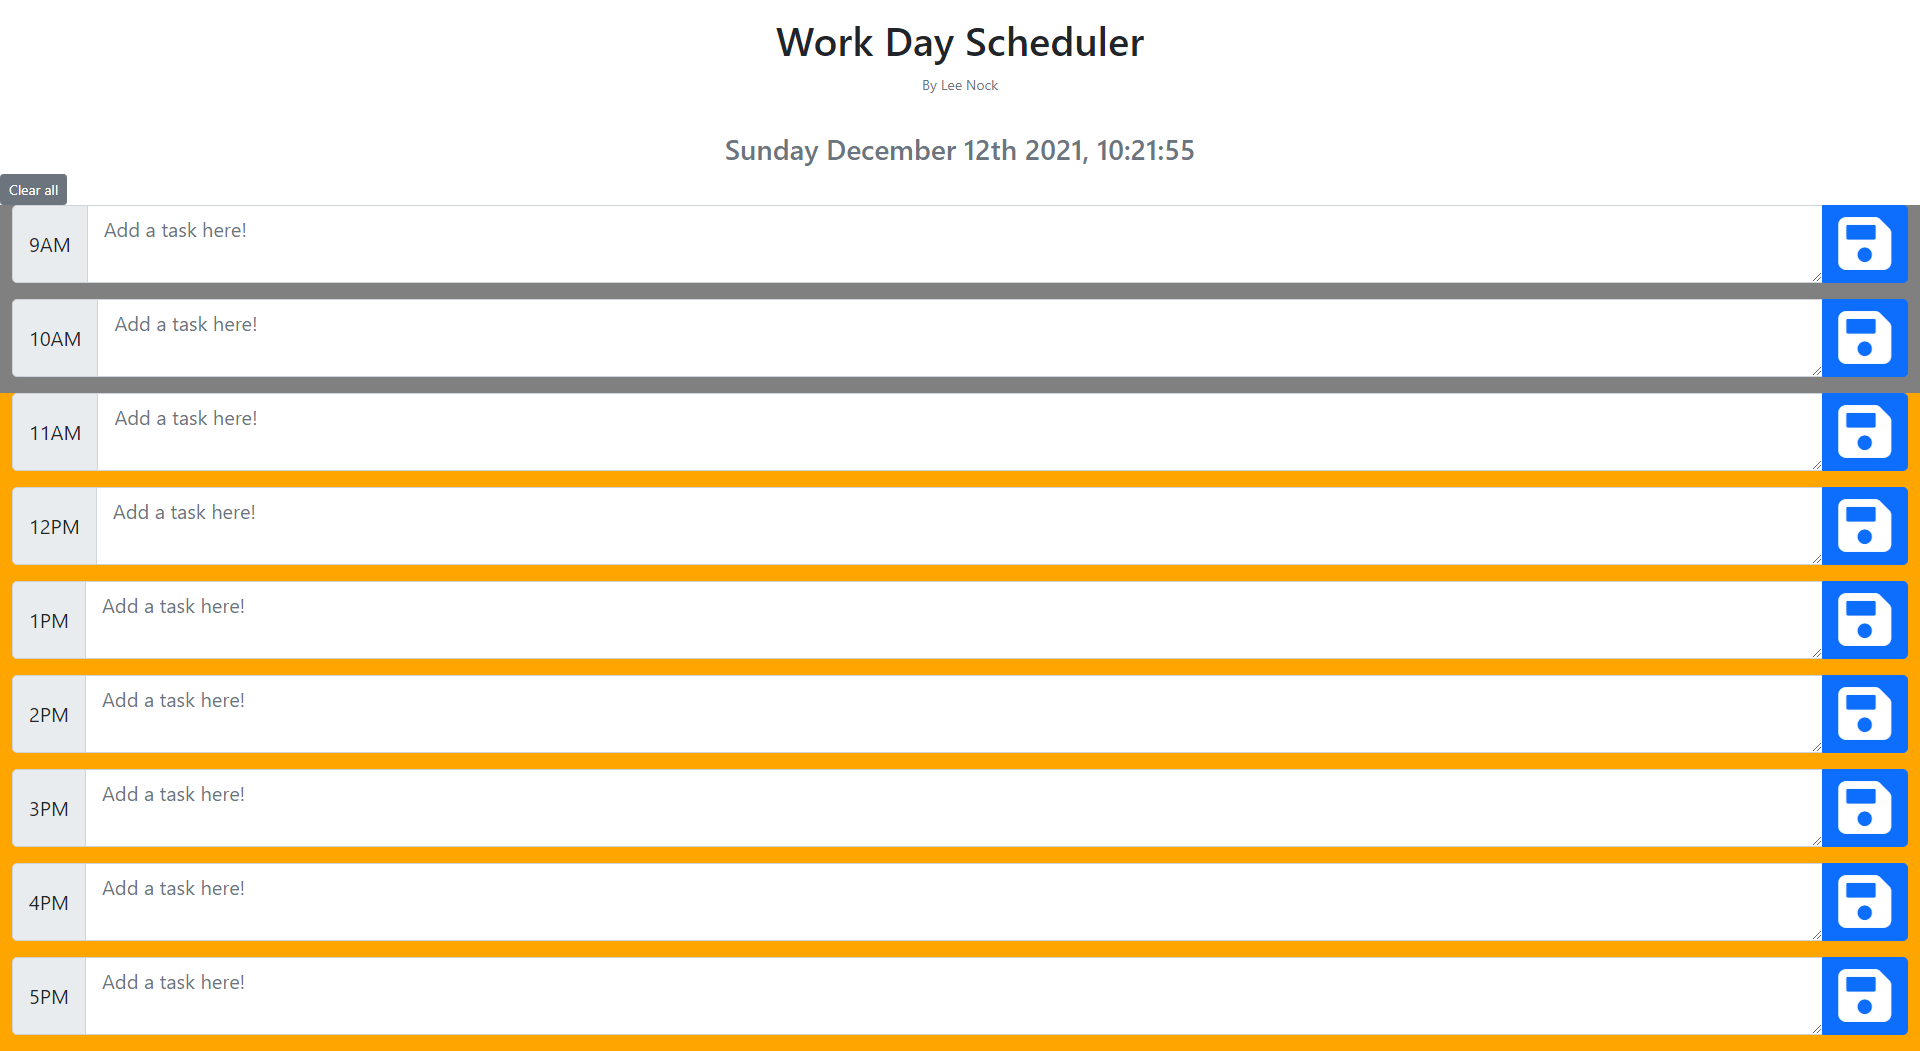 Work Day Scheduler
By Lee Nock
Sunday December 12th 2021, 10:21:55
Clear all
9AM Add a task here!
10AM Add a task here!
11AM Add a task here!
12PM Add a task here!
1PM Add a task here!
2PM Add a task here!
3PM Add a task here!
4PM Add a task here!
5PM Add a task here!